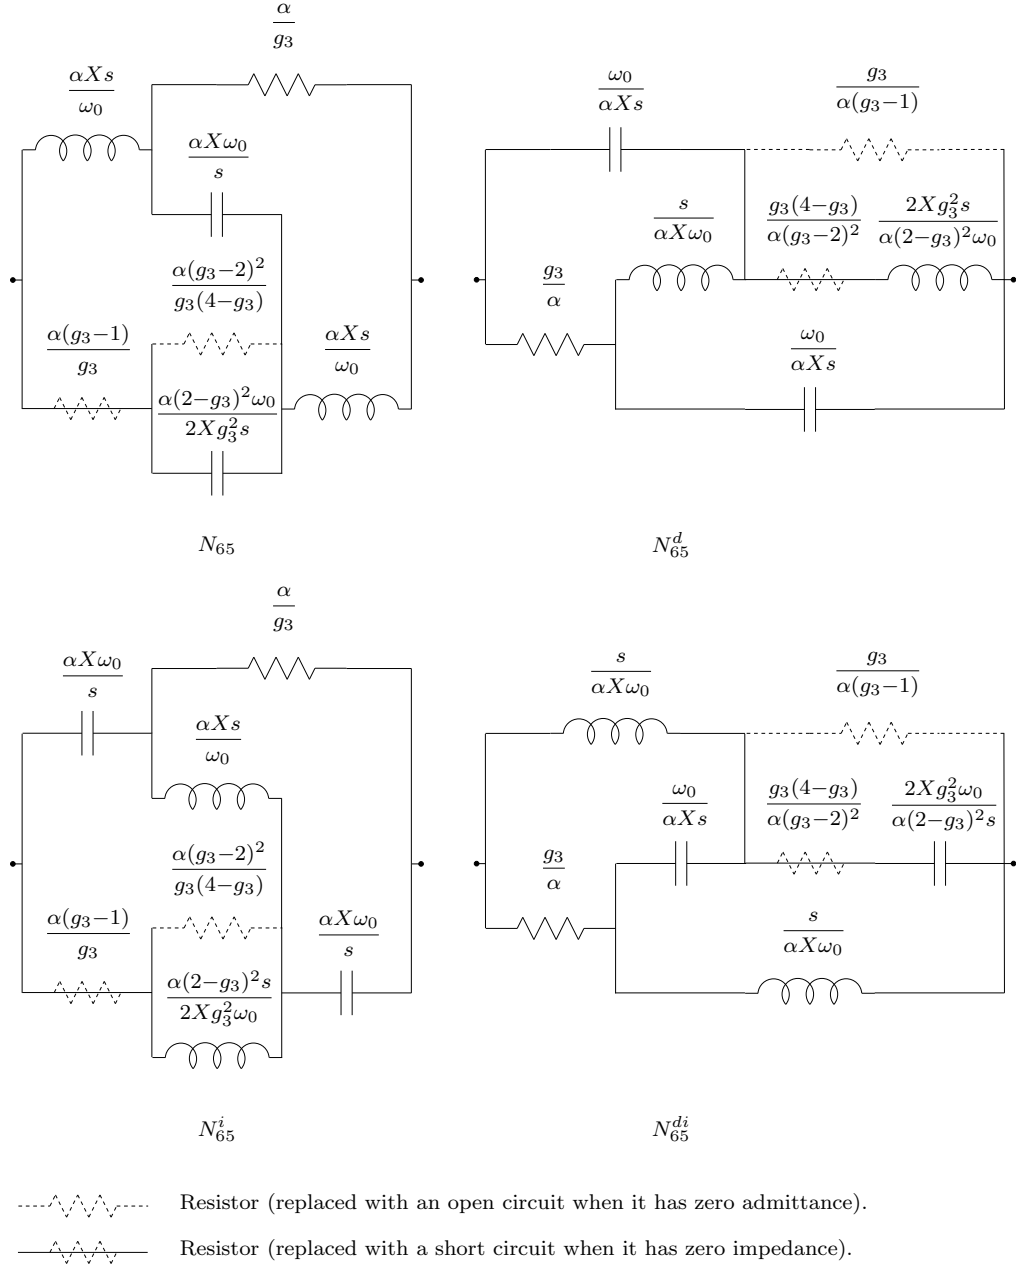 α/g₃
αXs/ω₀
αXω₀/s
α(g₃−2)²/g₃(4−g₃)
α(g₃−1)/g₃
αXs/ω₀
α(2−g₃)²ω₀/2Xg₃²s
N₆₅
ω₀/αXs
g₃/α(g₃−1)
s/αXω₀
g₃(4−g₃)/α(g₃−2)²
2Xg₃²s/α(2−g₃)²ω₀
g₃/α
ω₀/αXs
N₆₅ᵈ
α/g₃
αXω₀/s
αXs/ω₀
α(g₃−2)²/g₃(4−g₃)
α(g₃−1)/g₃
αXω₀/s
α(2−g₃)²s/2Xg₃²ω₀
N₆₅ⁱ
s/αXω₀
g₃/α(g₃−1)
ω₀/αXs
g₃(4−g₃)/α(g₃−2)²
2Xg₃²ω₀/α(2−g₃)²s
g₃/α
s/αXω₀
N₆₅ᵈⁱ
Resistor (replaced with an open circuit when it has zero admittance).
Resistor (replaced with a short circuit when it has zero impedance).